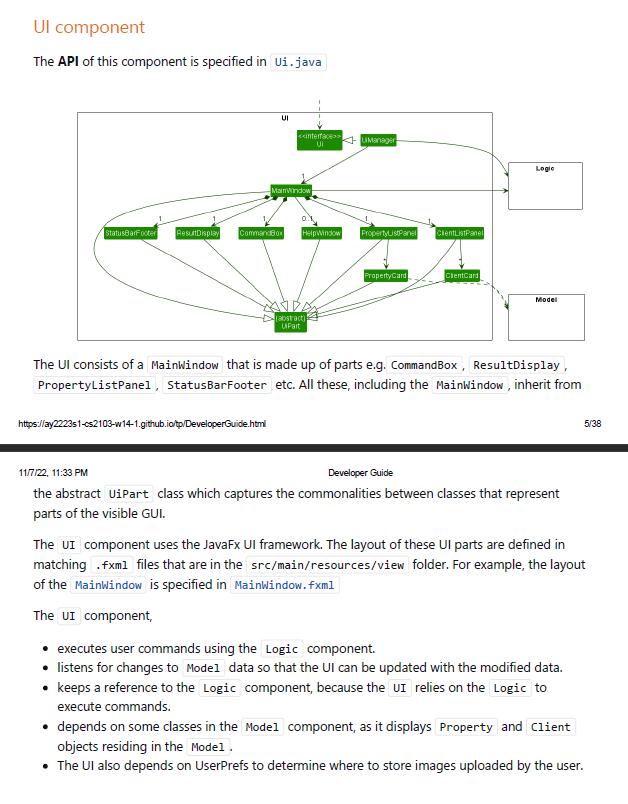 UI component
The API of this component is specified in Ui.java
UI
<<interface>>
Ui
UiManager
Logic
1
MainWindow
1
1
1
0..1
1
1
StatusBarFooter
ResultDisplay
CommandBox
HelpWindow
PropertyListPanel
ClientListPanel
*
*
PropertyCard
ClientCard
Model
{abstract}
UiPart
The UI consists of a MainWindow that is made up of parts e.g. CommandBox , ResultDisplay ,
PropertyListPanel , StatusBarFooter etc. All these, including the MainWindow , inherit from
https://ay2223s1-cs2103-w14-1.github.io/tp/DeveloperGuide.html
5/38
11/7/22, 11:33 PM
Developer Guide
the abstract UiPart class which captures the commonalities between classes that represent
parts of the visible GUI.
The UI component uses the JavaFx UI framework. The layout of these UI parts are defined in
matching .fxml files that are in the src/main/resources/view folder. For example, the layout
of the MainWindow is specified in MainWindow.fxml
The UI component,
• executes user commands using the Logic component.
• listens for changes to Model data so that the UI can be updated with the modified data.
• keeps a reference to the Logic component, because the UI relies on the Logic to
execute commands.
• depends on some classes in the Model component, as it displays Property and Client
objects residing in the Model .
• The UI also depends on UserPrefs to determine where to store images uploaded by the user.